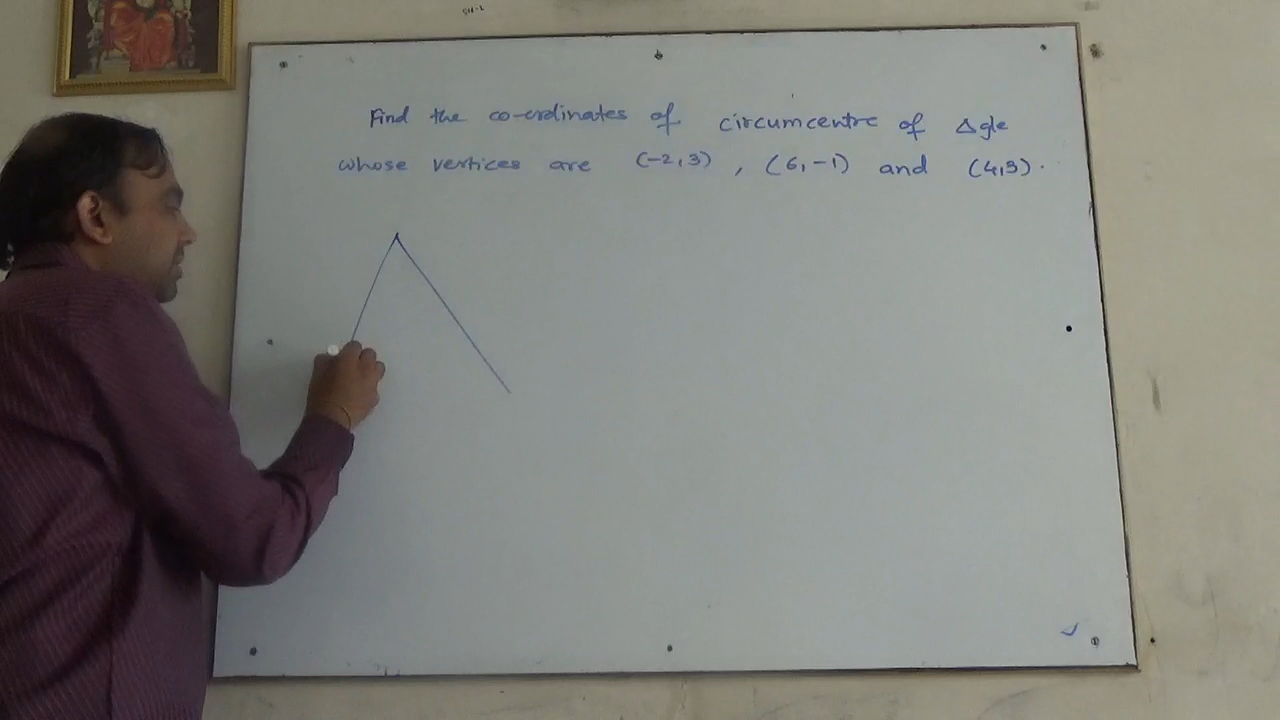 Find the co-ordinates of circumcentre of Δgle
whose vertices are (-2,3) , (6,-1) and (4,3).